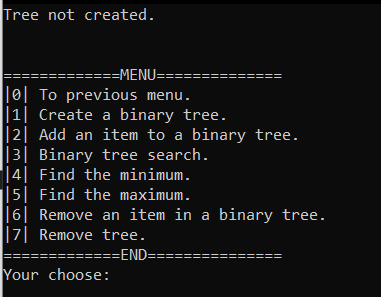 Tree not created.
=============MENU==============
|0| To previous menu.
|1| Create a binary tree.
|2| Add an item to a binary tree.
|3| Binary tree search.
|4| Find the minimum.
|5| Find the maximum.
|6| Remove an item in a binary tree.
|7| Remove tree.
=============END===============
Your choose: